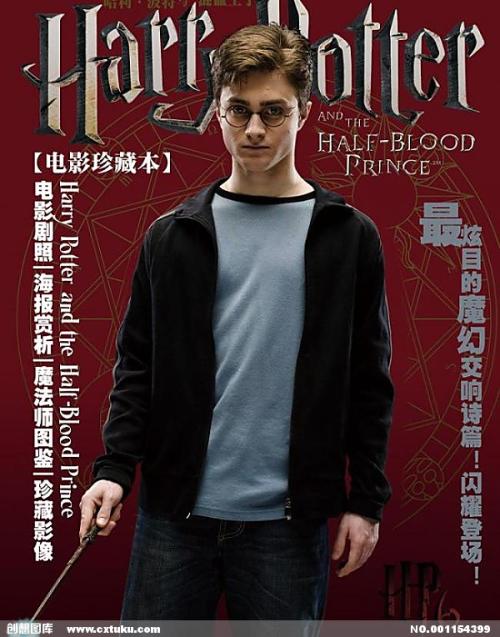 Harry Potter
AND THE
HALF-BLOOD
PRINCE™
【电影珍藏本】
Harry Potter and the Half-Blood Prince
电影剧照|海报赏析|魔法师图鉴|珍藏影像
最炫目的魔幻交响诗篇！闪耀登场！
HP6
创想图库 www.cxtuku.com
NO.001154399